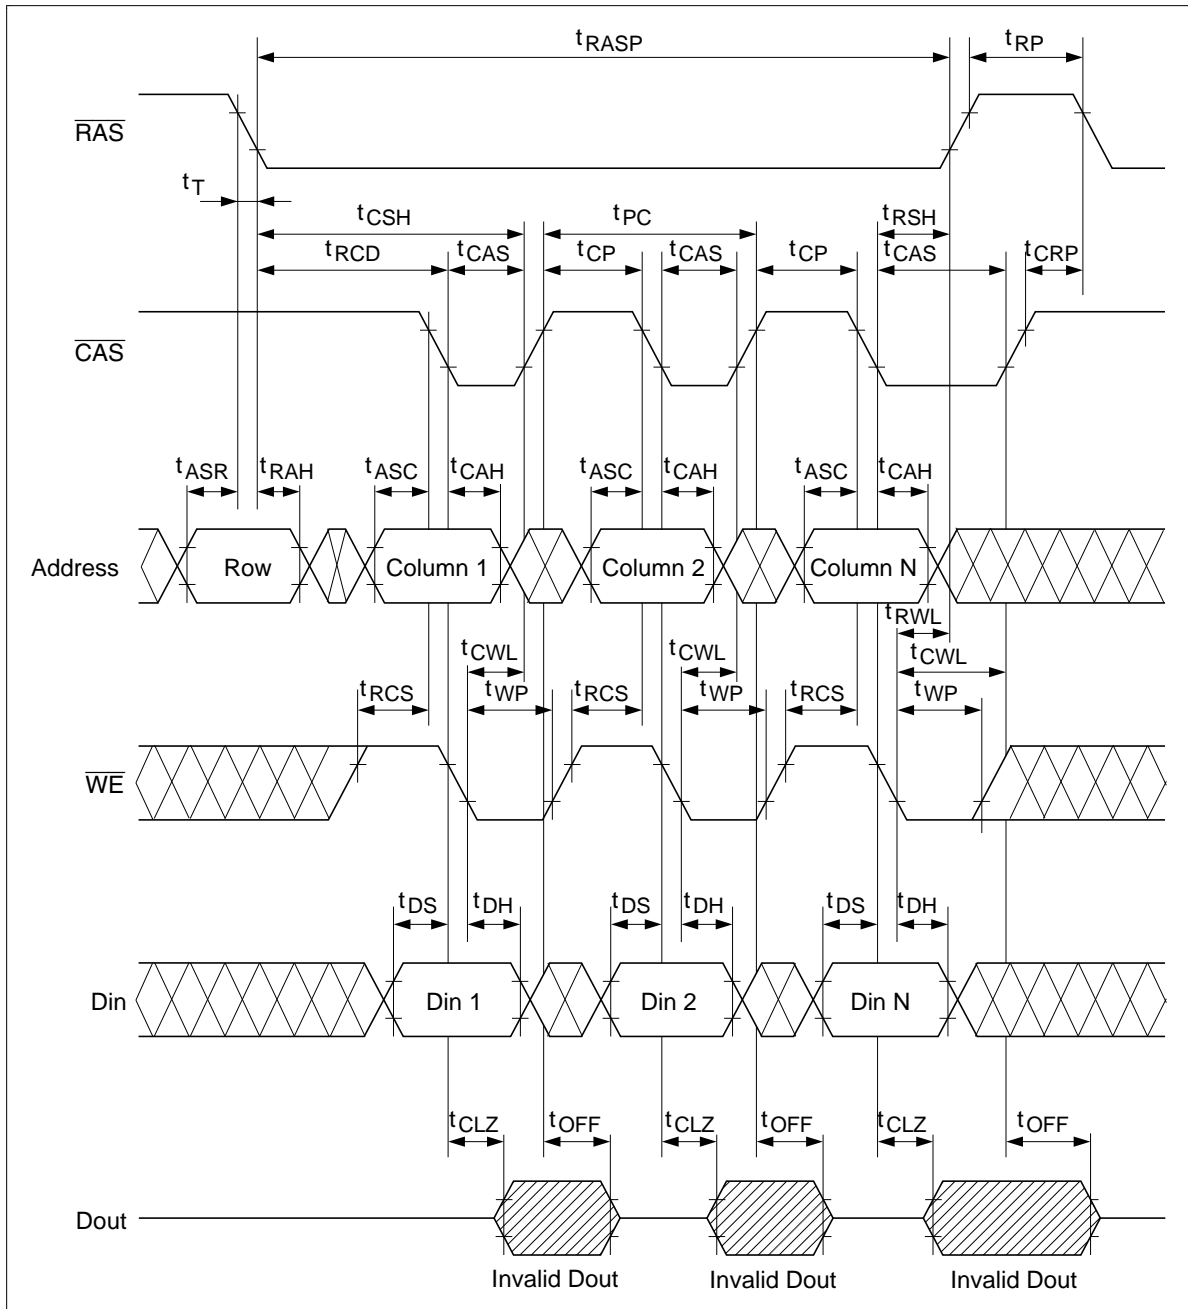 tRASP tRP
RAS
tT
tCSH tPC tRSH
tRCD tCAS tCP tCAS tCP tCAS tCRP
CAS
tASR tRAH tASC tCAH tASC tCAH tASC tCAH
Address Row Column 1 Column 2 Column N
tRWL
tCWL tCWL tCWL
tRCS tWP tRCS tWP tRCS tWP
WE
tDS tDH tDS tDH tDS tDH
Din Din 1 Din 2 Din N
tCLZ tOFF tCLZ tOFF tCLZ tOFF
Dout
Invalid Dout Invalid Dout Invalid Dout